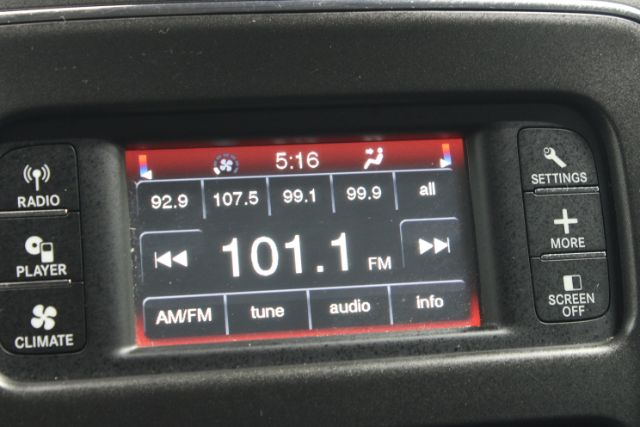 5:16
92.9 107.5 99.1 99.9 all
101.1 FM
AM/FM tune audio info
RADIO
PLAYER
CLIMATE
SETTINGS
MORE
SCREEN
OFF